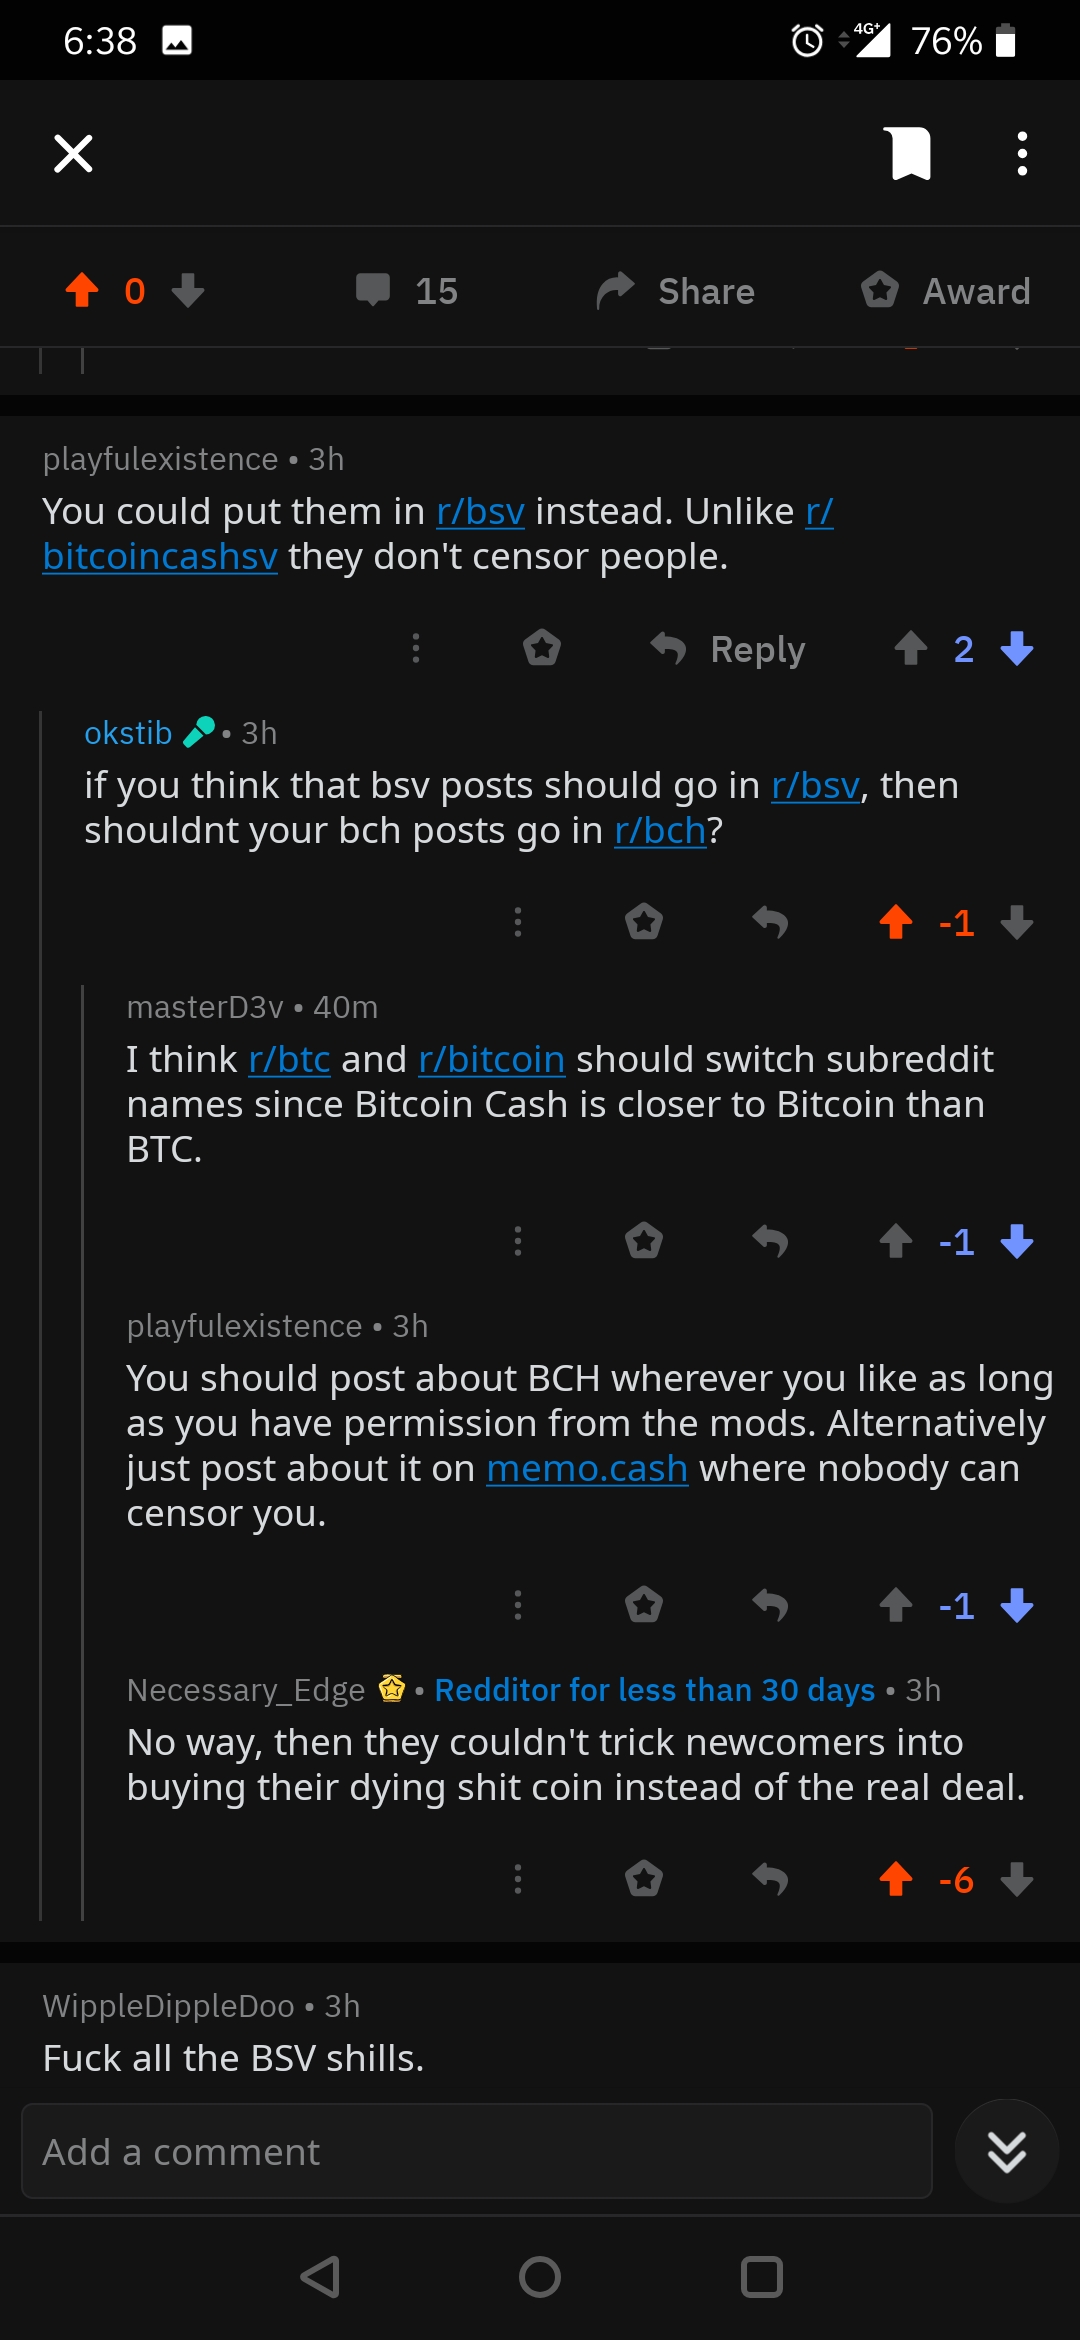 6:38
4G+ 76%
0 15 Share Award
playfulexistence • 3h
You could put them in r/bsv instead. Unlike r/
bitcoincashsv they don't censor people.
Reply 2
okstib • 3h
if you think that bsv posts should go in r/bsv, then
shouldnt your bch posts go in r/bch?
-1
masterD3v • 40m
I think r/btc and r/bitcoin should switch subreddit
names since Bitcoin Cash is closer to Bitcoin than
BTC.
-1
playfulexistence • 3h
You should post about BCH wherever you like as long
as you have permission from the mods. Alternatively
just post about it on memo.cash where nobody can
censor you.
-1
Necessary_Edge • Redditor for less than 30 days • 3h
No way, then they couldn't trick newcomers into
buying their dying shit coin instead of the real deal.
-6
WippleDippleDoo • 3h
Fuck all the BSV shills.
Add a comment